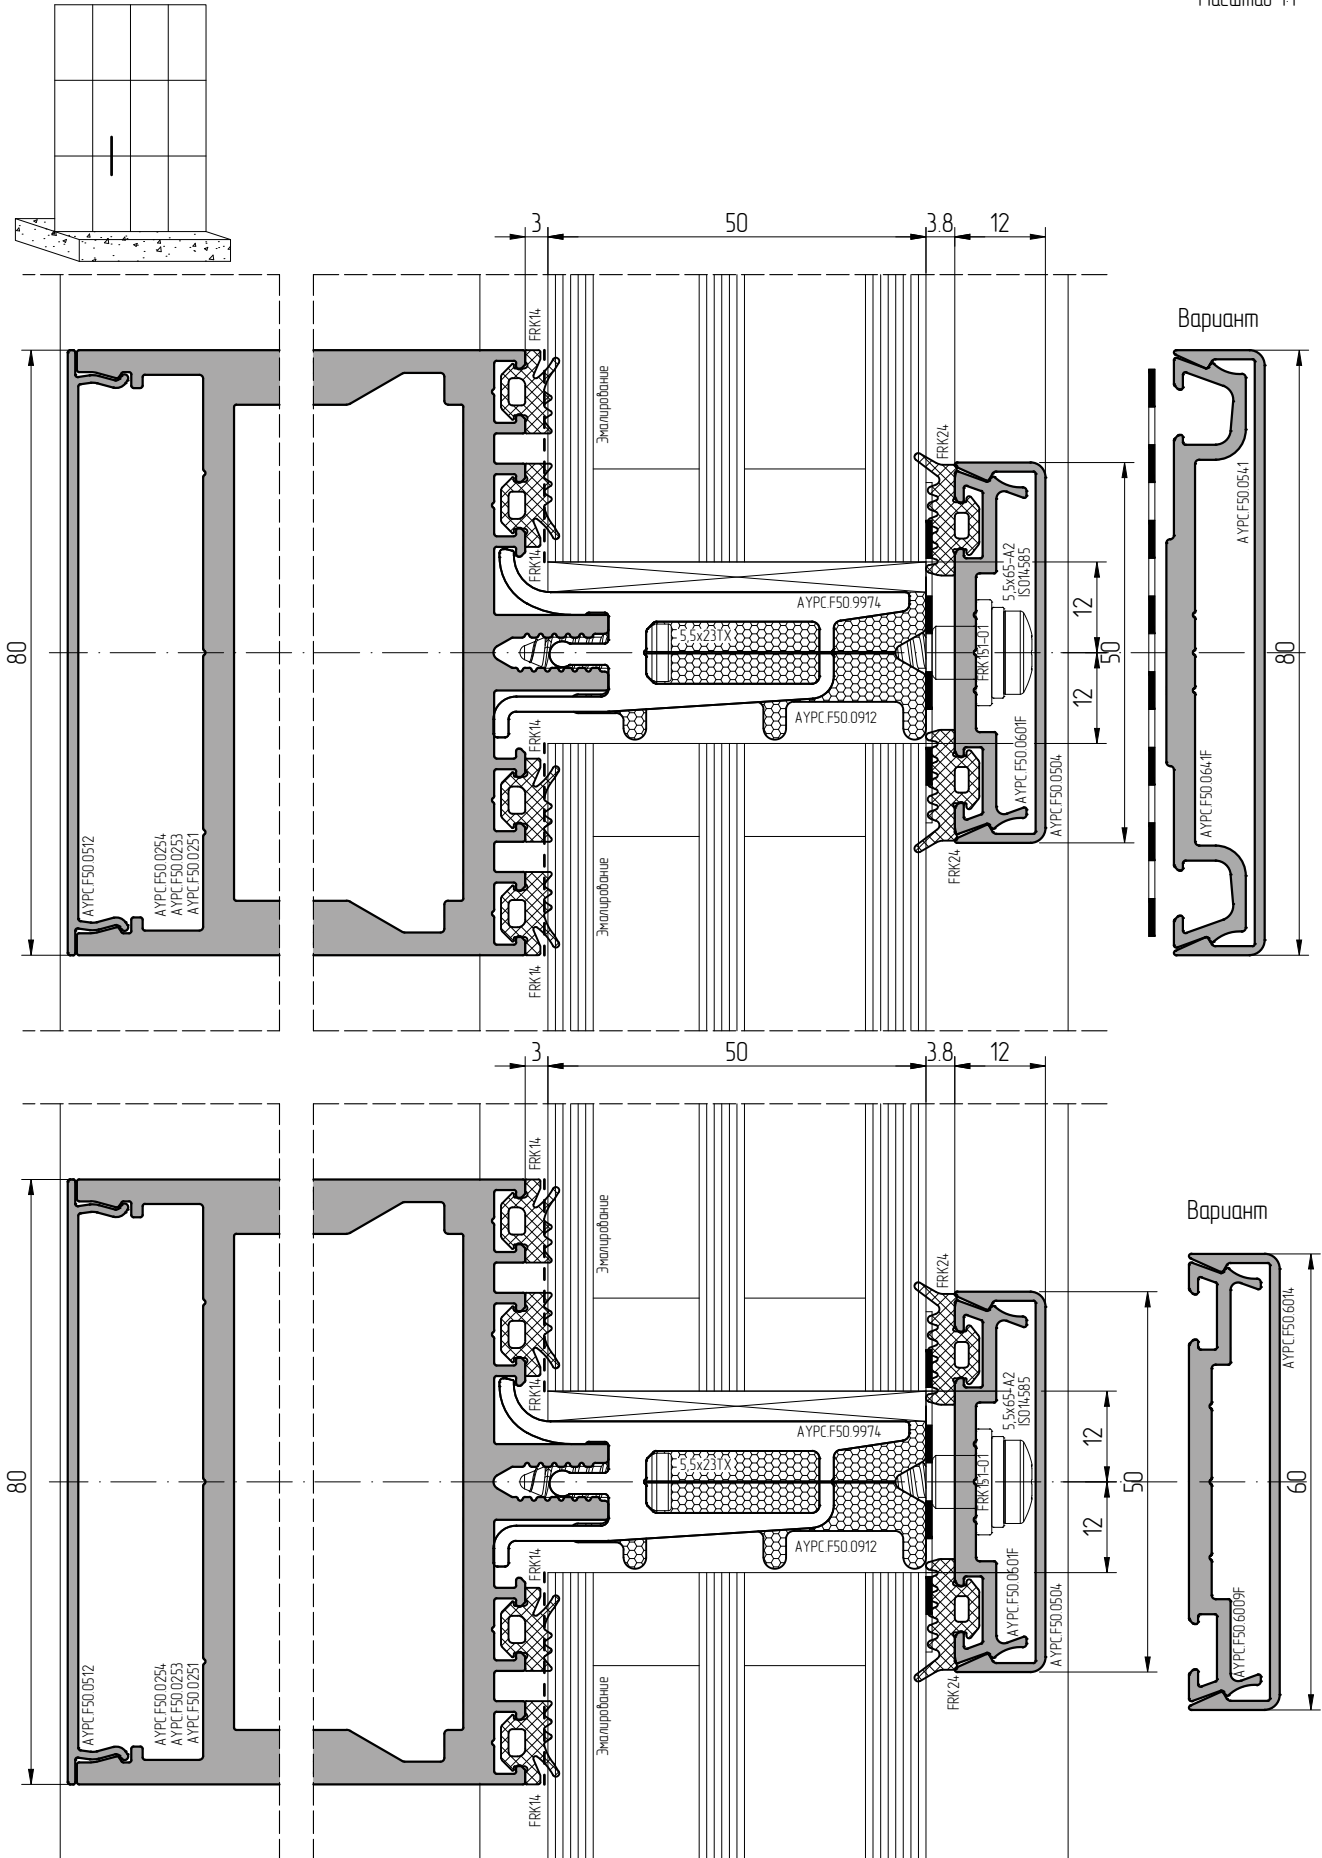 3
50
3.8
12
FRK14
Эмалирование
FRK24
Вариант
80
AYPC.F50.0512
AYPC.F50.0254
AYPC.F50.0253
AYPC.F50.0251
FRK14
AYPC.F50.9974
5,5x23TX
AYPC.F50.0912
FRK14
FRK151-01
5,5x65-A2
ISO14585
12
12
50
AYPC.F50.0601F
AYPC.F50.0504
AYPC.F50.0541
AYPC.F50.0641F
80
Эмалирование
FRK24
FRK14
3
50
3.8
12
FRK14
Эмалирование
FRK24
Вариант
80
AYPC.F50.0512
AYPC.F50.0254
AYPC.F50.0253
AYPC.F50.0251
FRK14
AYPC.F50.9974
5,5x23TX
AYPC.F50.0912
FRK14
FRK151-01
5,5x65-A2
ISO14585
12
12
50
AYPC.F50.0601F
AYPC.F50.0504
AYPC.F50.6014
AYPC.F50.6009F
60
Эмалирование
FRK24
FRK14